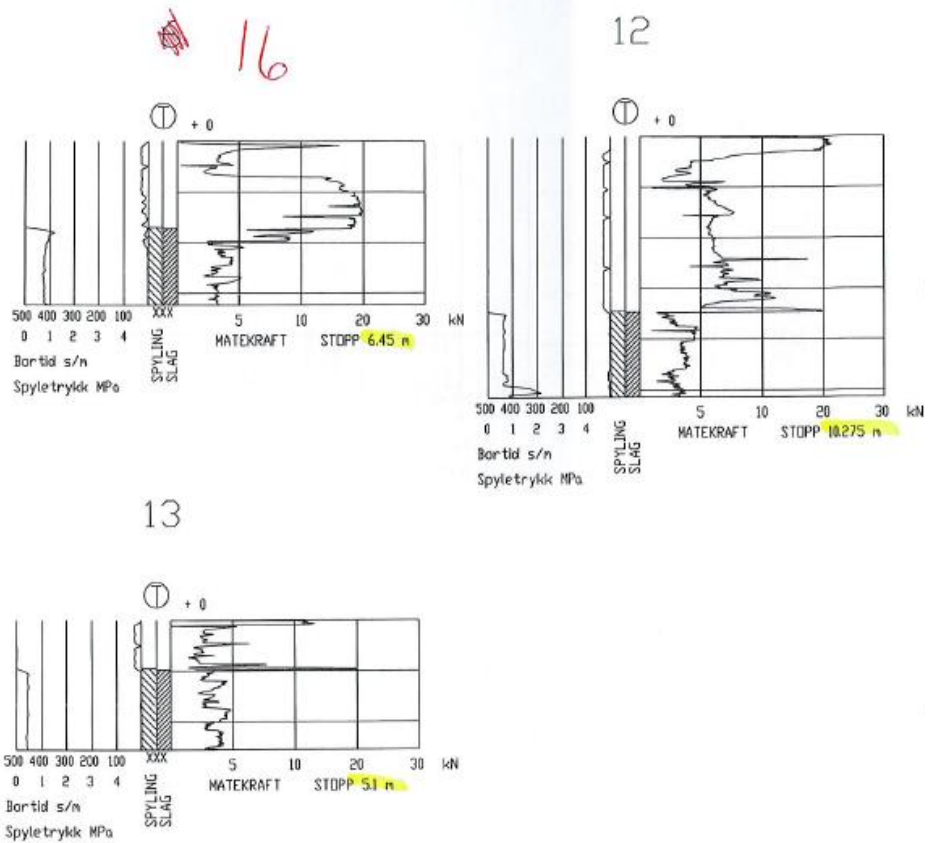 16
T + 0
500 400 300 200 100 XXX 5 10 20 30 kN
0 1 2 3 4 MATEKRAFT STOPP 6.45 m
Bortid s/m
Spyletrykk MPa
SPYLING
SLAG
12
T + 0
500 400 300 200 100 5 10 20 30 kN
0 1 2 3 4 MATEKRAFT STOPP 10.275 m
Bortid s/m
Spyletrykk MPa
SPYLING
SLAG
13
T + 0
500 400 300 200 100 XXX 5 10 20 30 kN
0 1 2 3 4 MATEKRAFT STOPP 5.1 m
Bortid s/m
Spyletrykk MPa
SPYLING
SLAG